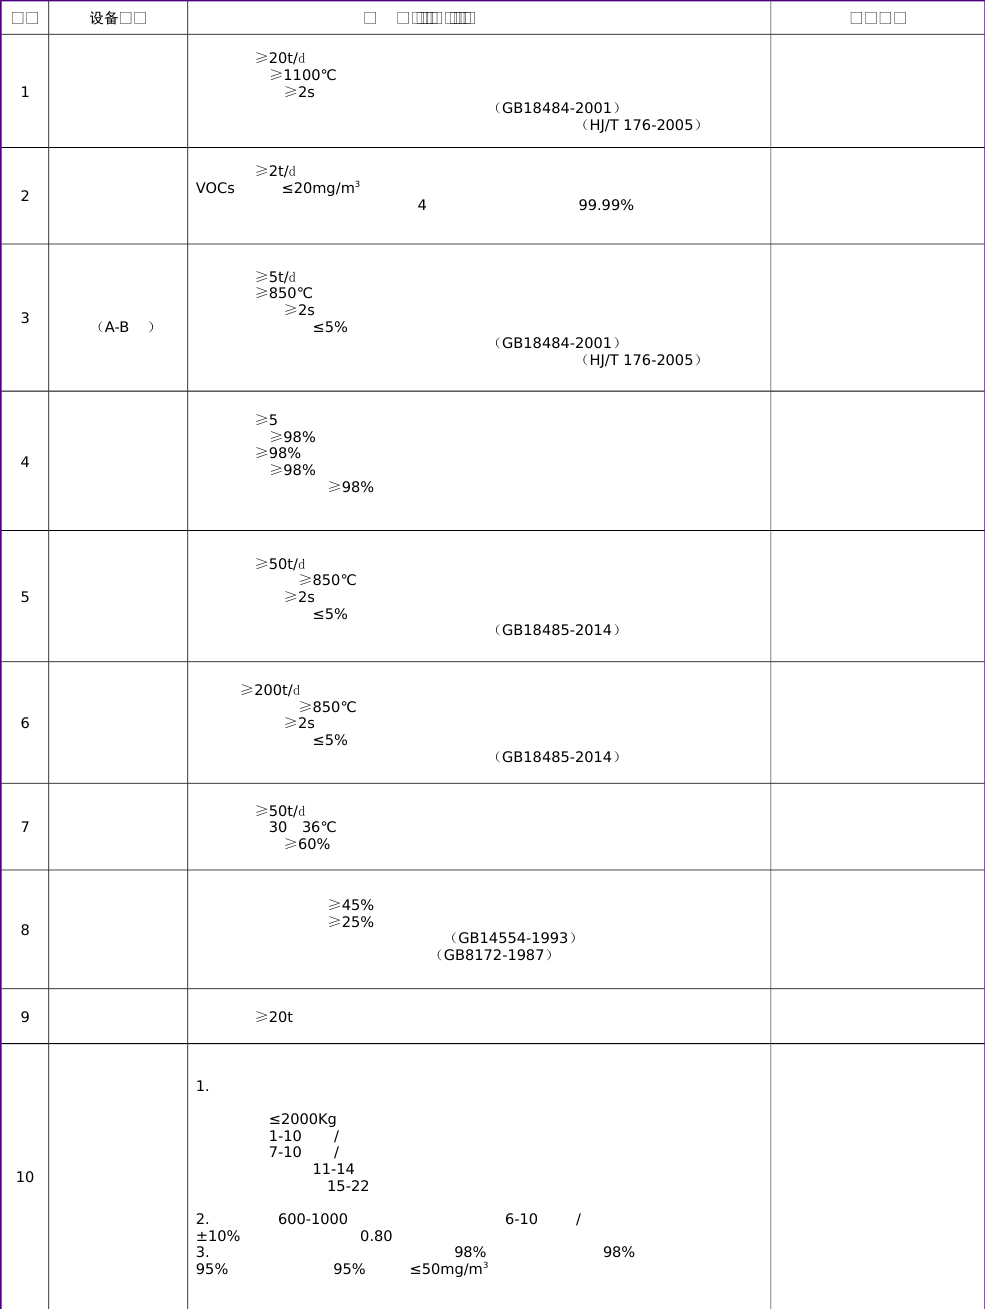 设备
1
≥20t/d
≥1100℃
≥2s
（GB18484-2001）
（HJ/T 176-2005）
2
≥2t/d
VOCs ≤20mg/m³
4 99.99%
3
（A-B ）
≥5t/d
≥850℃
≥2s
≤5%
（GB18484-2001）
（HJ/T 176-2005）
4
≥5
≥98%
≥98%
≥98%
≥98%
5
≥50t/d
≥850℃
≥2s
≤5%
（GB18485-2014）
6
≥200t/d
≥850℃
≥2s
≤5%
（GB18485-2014）
7
≥50t/d
30 36℃
≥60%
8
≥45%
≥25%
（GB14554-1993）
（GB8172-1987）
9
≥20t
10
1.
≤2000Kg
1-10 /
7-10 /
11-14
15-22
2. 600-1000 6-10 /
±10% 0.80
3. 98% 98%
95% 95% ≤50mg/m³